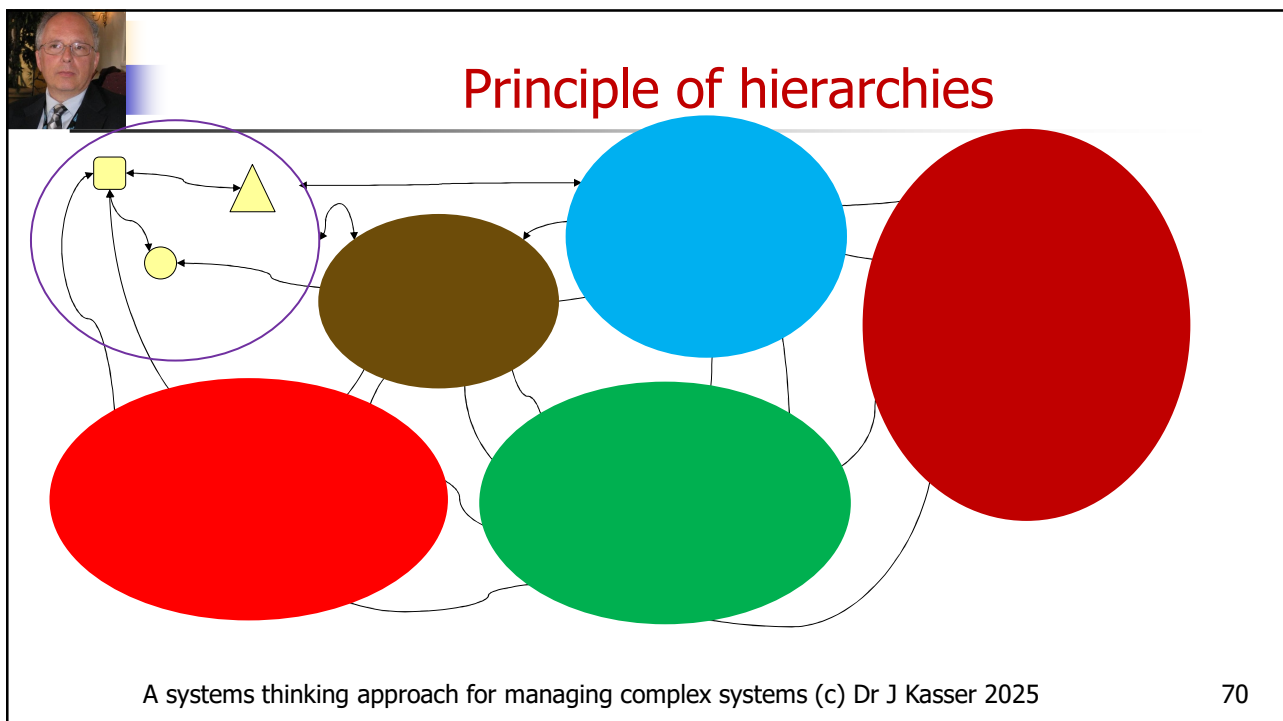 Principle of hierarchies
A systems thinking approach for managing complex systems (c) Dr J Kasser 2025 70